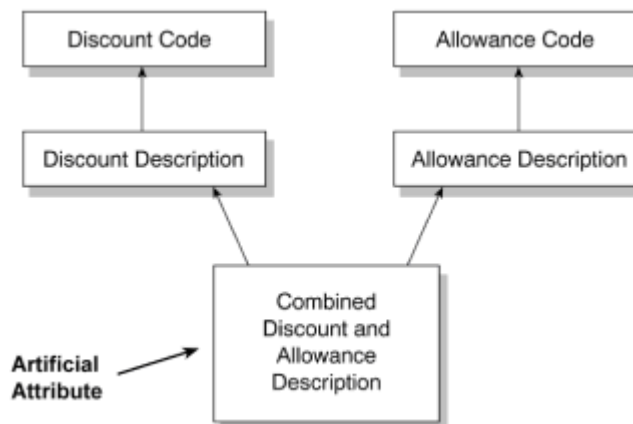 Discount Code
Allowance Code
Discount Description
Allowance Description
Combined
Discount and
Allowance
Description
Artificial
Attribute